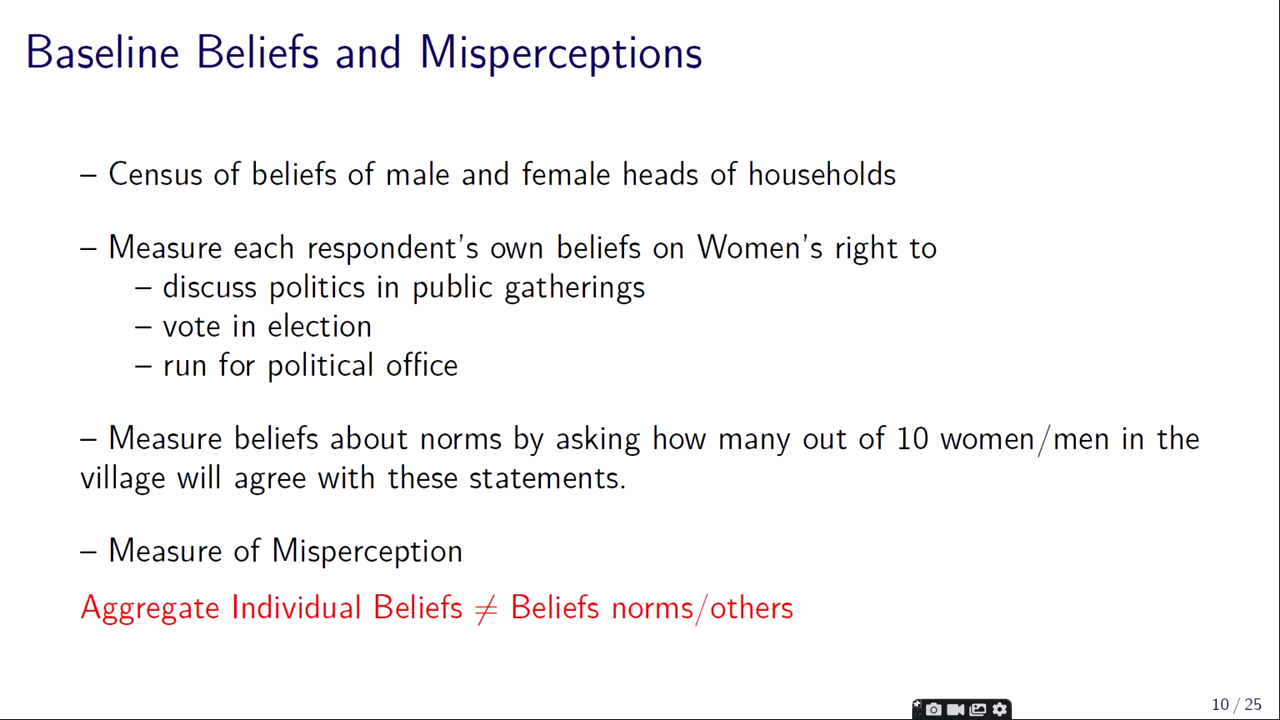 Baseline Beliefs and Misperceptions
– Census of beliefs of male and female heads of households
– Measure each respondent's own beliefs on Women's right to
– discuss politics in public gatherings
– vote in election
– run for political office
– Measure beliefs about norms by asking how many out of 10 women/men in the
village will agree with these statements.
– Measure of Misperception
Aggregate Individual Beliefs ≠ Beliefs norms/others
10 / 25